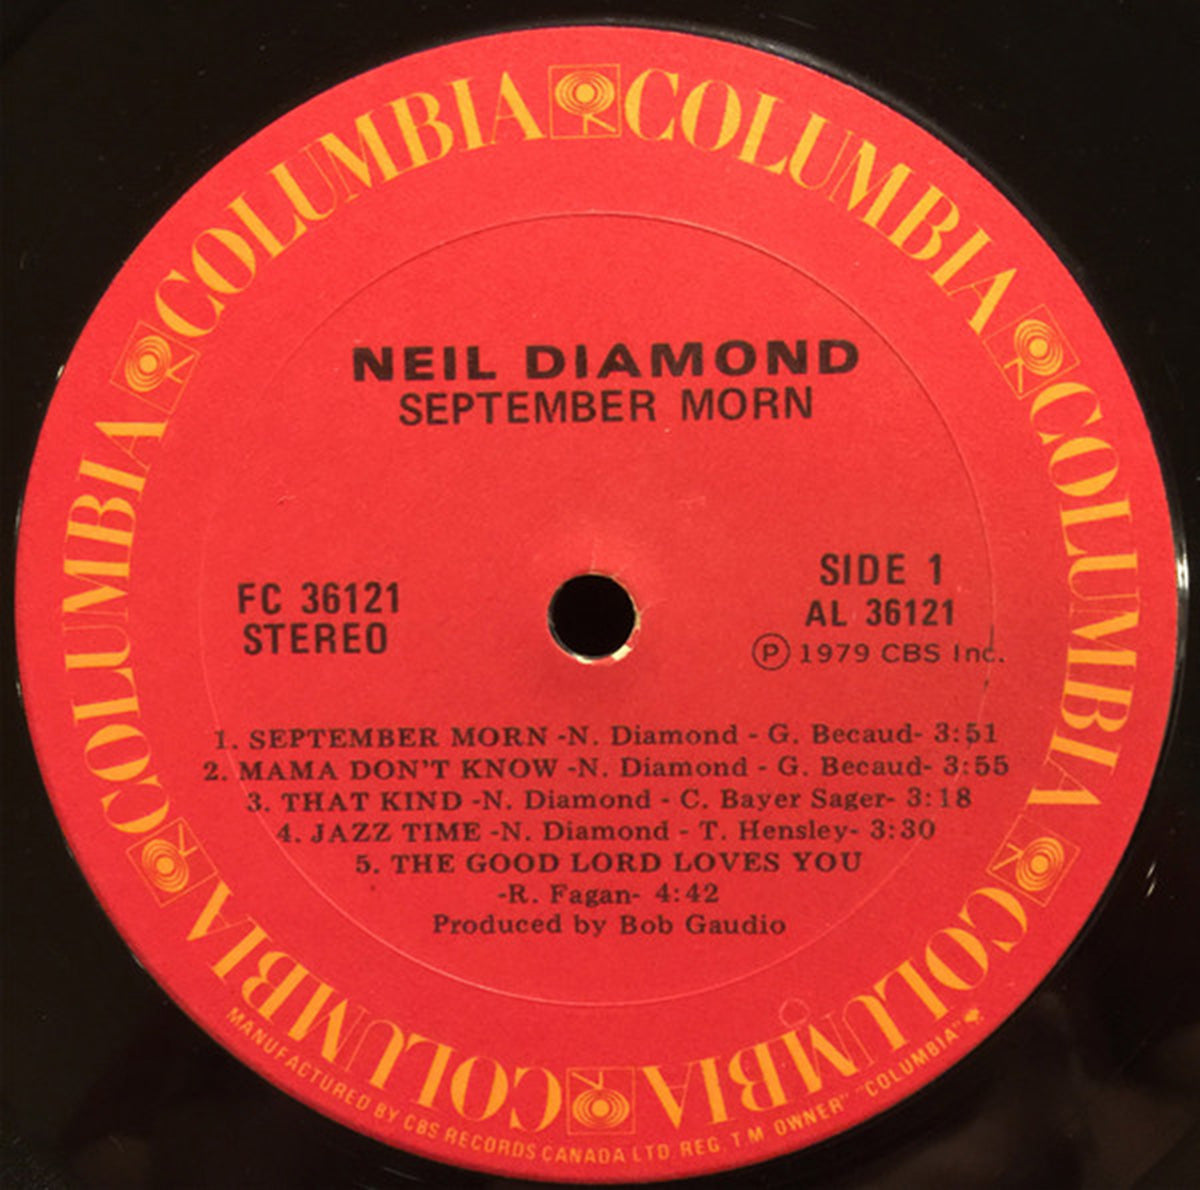 COLUMBIA COLUMBIA COLUMBIA COLUMBIA COLUMBIA COLUMBIA
NEIL DIAMOND
SEPTEMBER MORN
FC 36121
STEREO
SIDE 1
AL 36121
Ⓟ 1979 CBS Inc.
1. SEPTEMBER MORN -N. Diamond - G. Becaud- 3:51
2. MAMA DON'T KNOW -N. Diamond - G. Becaud- 3:55
3. THAT KIND -N. Diamond - C. Bayer Sager- 3:18
4. JAZZ TIME -N. Diamond - T. Hensley- 3:30
5. THE GOOD LORD LOVES YOU
-R. Fagan- 4:42
Produced by Bob Gaudio
MANUFACTURED BY CBS RECORDS CANADA LTD. REG. T.M. OWNER" "COLUMBIA"